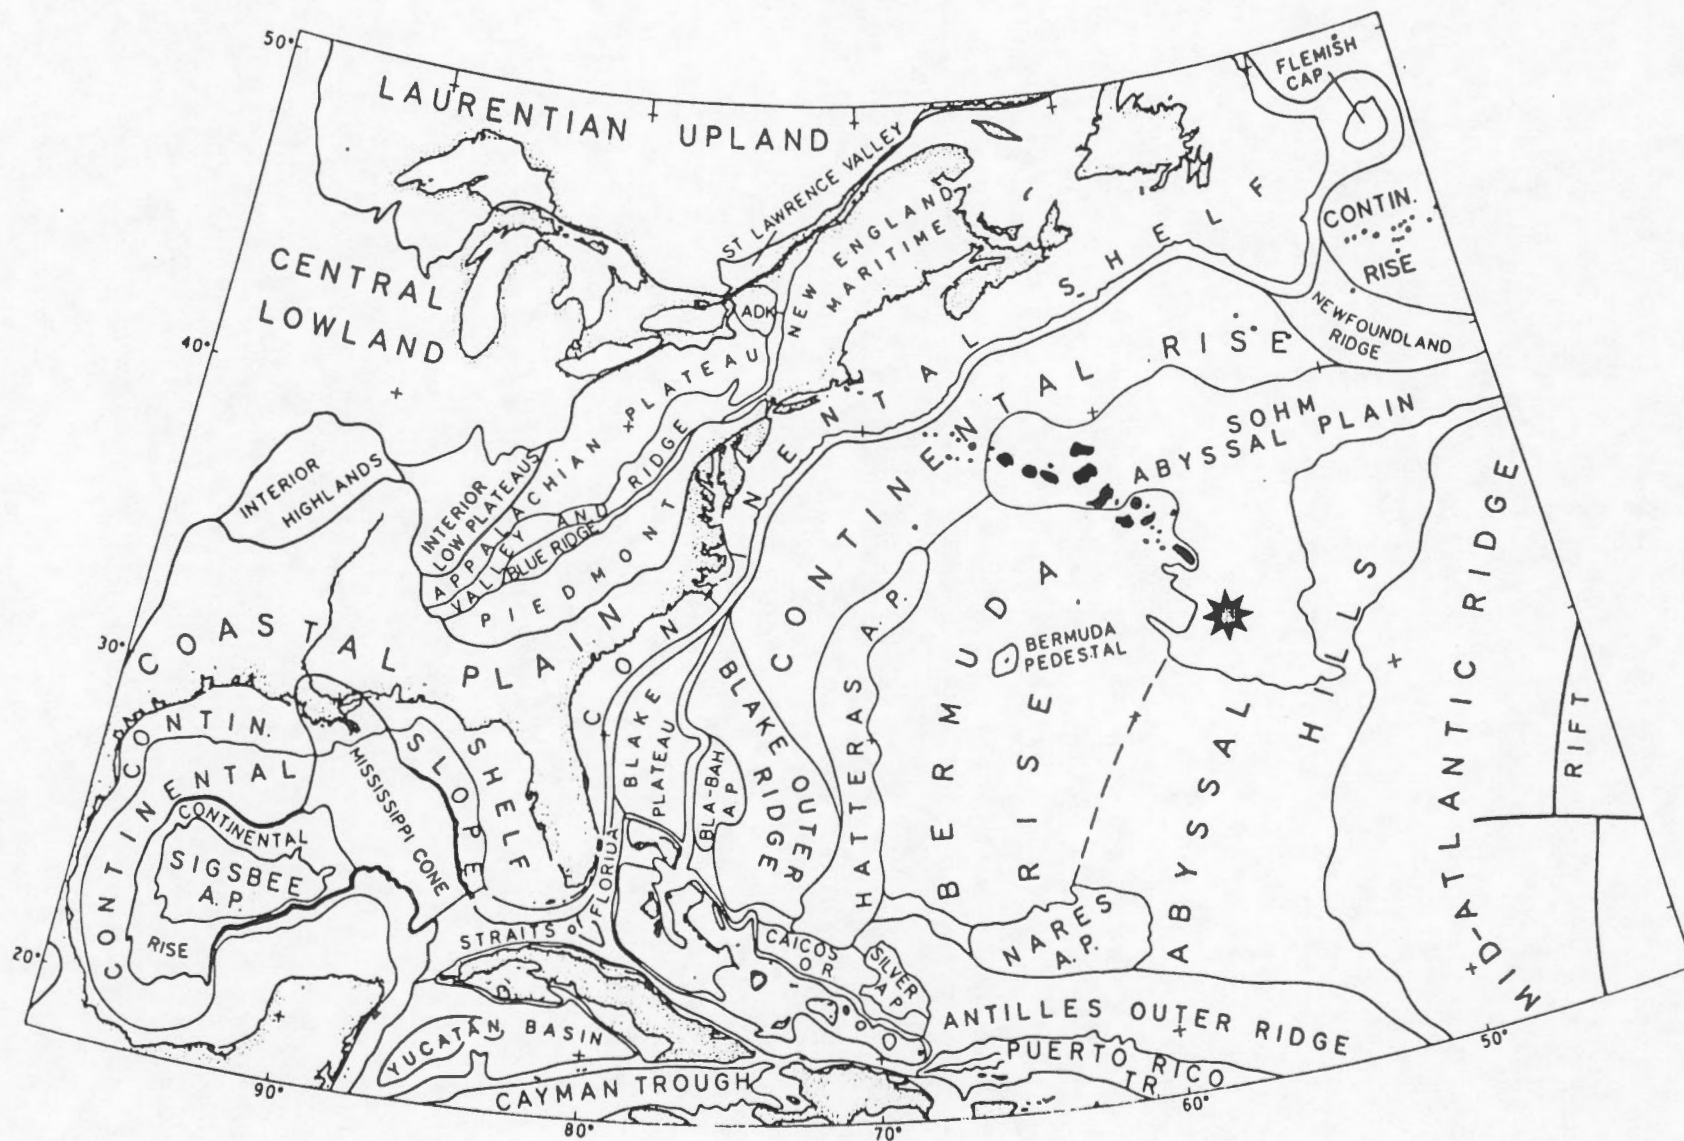 50°
LAURENTIAN UPLAND
FLEMISH
CAP
ST LAWRENCE VALLEY
NEW ENGLAND
MARITIME
CONTIN.
RISE
CENTRAL
LOWLAND
ADK
NEWFOUNDLAND
RIDGE
40°
CONTINENTAL SHELF
CONTINENTAL RISE
SOHM
ABYSSAL PLAIN
APPALACHIAN PLATEAU
VALLEY AND RIDGE
BLUE RIDGE
PIEDMONT
INTERIOR
HIGHLANDS
INTERIOR
LOW PLATEAUS
30°
COASTAL PLAIN
BERMUDA
PEDESTAL
BERMUDA
RISE
ABYSSAL HILLS
MID-ATLANTIC RIDGE
RIFT
HATTERAS A.P.
BLAKE OUTER
RIDGE
BLAKE
PLATEAU
BLA-BAH
A P
CONTIN.
SLOPE
SHELF
MISSISSIPPI CONE
CONTINENTAL
CONTINENTAL
SIGSBEE
A.P.
RISE
20°
STRAITS OF FLORIDA
CAICOS
O R
SILVER
A P
NARES
A.P.
ANTILLES OUTER RIDGE
PUERTO RICO
TR.
YUCATAN BASIN
CAYMAN TROUGH
90°
80°
70°
60°
50°